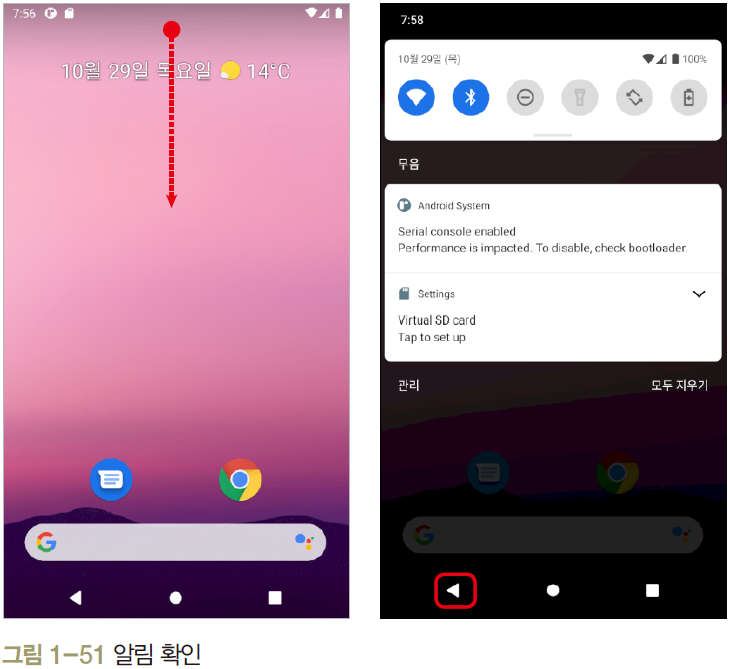 7:56
10월 29일 목요일 14°C
7:58
10월 29일 (목) 100%
무음
Android System
Serial console enabled
Performance is impacted. To disable, check bootloader.
Settings
Virtual SD card
Tap to set up
관리 모두 지우기
그림 1-51 알림 확인